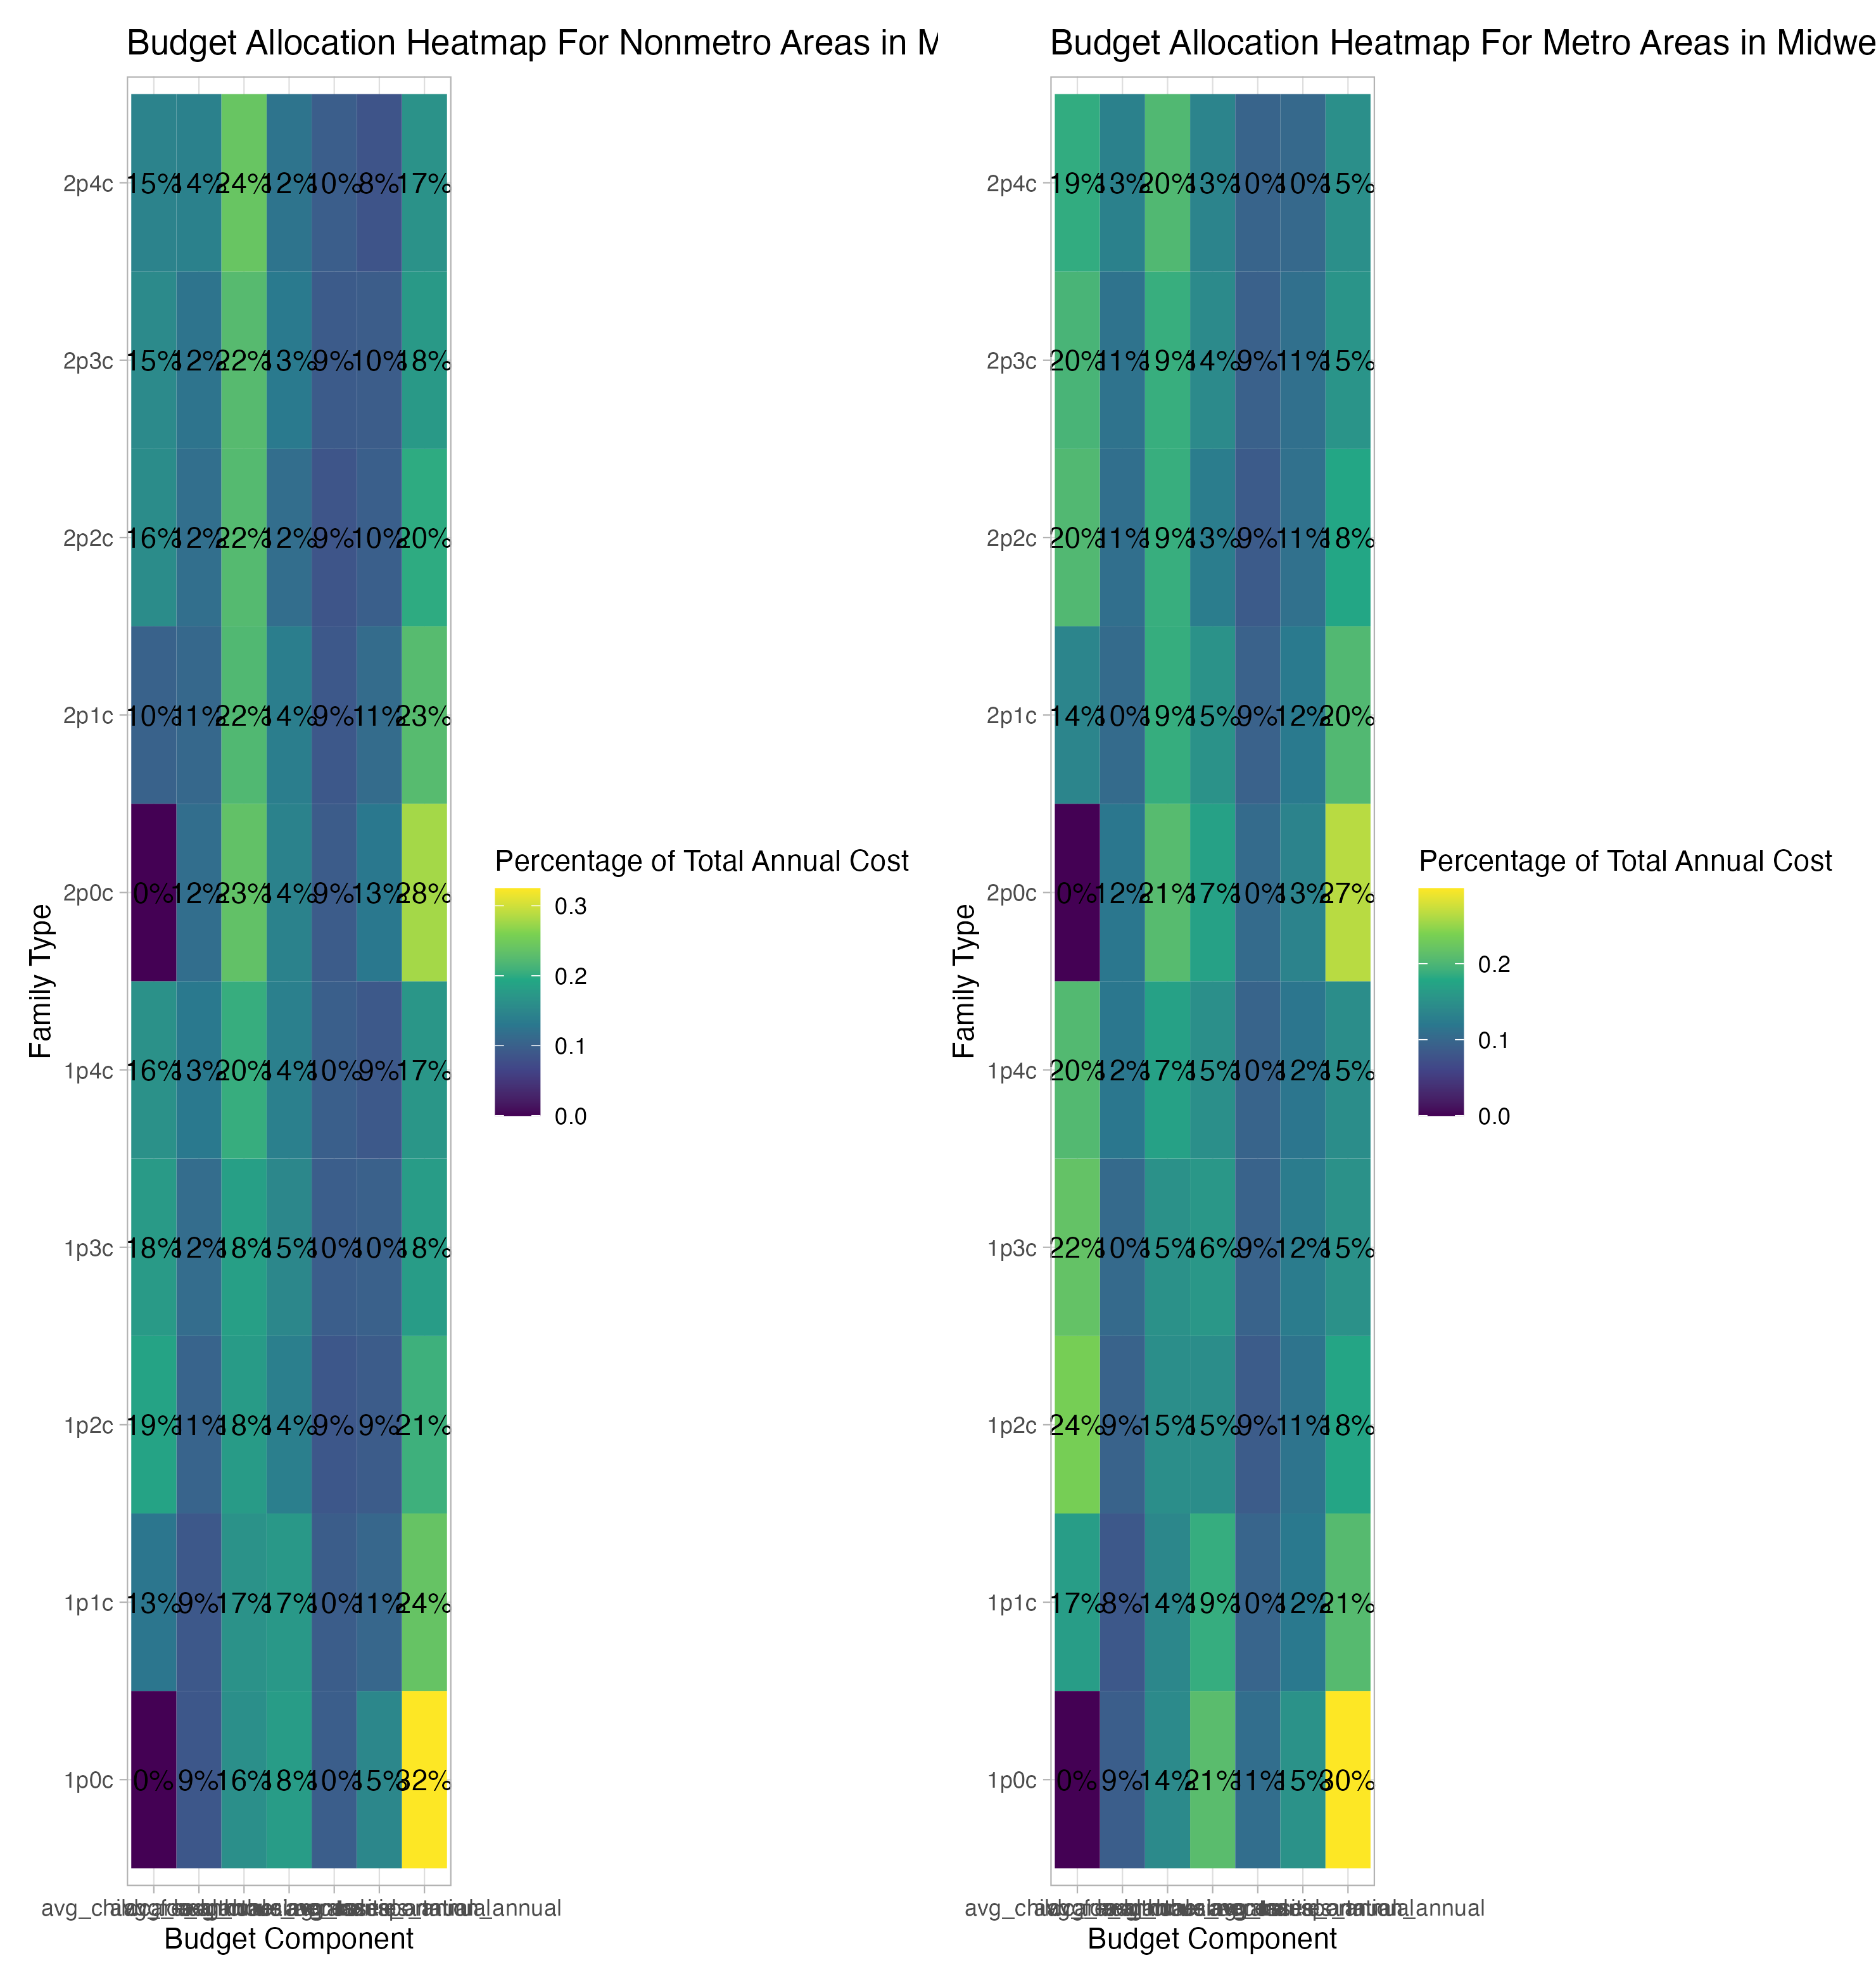 Budget Allocation Heatmap For Nonmetro Areas in M
2p4c 15% 14% 24% 12% 10% 8% 17%
2p3c 15% 12% 22% 13% 9% 10% 18%
2p2c 16% 12% 22% 12% 9% 10% 20%
2p1c 10% 11% 22% 14% 9% 11% 23%
2p0c 0% 12% 23% 14% 9% 13% 28%
1p4c 16% 13% 20% 14% 10% 9% 17%
1p3c 18% 12% 18% 15% 10% 10% 18%
1p2c 19% 11% 18% 14% 9% 9% 21%
1p1c 13% 9% 17% 17% 10% 11% 24%
1p0c 0% 9% 16% 18% 10% 15% 32%
Family Type
Budget Component
Percentage of Total Annual Cost
0.3
0.2
0.1
0.0
Budget Allocation Heatmap For Metro Areas in Midwe
2p4c 19% 13% 20% 13% 10% 10% 15%
2p3c 20% 11% 19% 14% 9% 11% 15%
2p2c 20% 11% 19% 13% 9% 11% 18%
2p1c 14% 10% 19% 15% 9% 12% 20%
2p0c 0% 12% 21% 17% 10% 13% 27%
1p4c 20% 12% 17% 15% 10% 12% 15%
1p3c 22% 10% 15% 16% 9% 12% 15%
1p2c 24% 9% 15% 15% 9% 11% 18%
1p1c 17% 8% 14% 19% 10% 12% 21%
1p0c 0% 9% 14% 21% 11% 15% 30%
Family Type
Budget Component
Percentage of Total Annual Cost
0.2
0.1
0.0